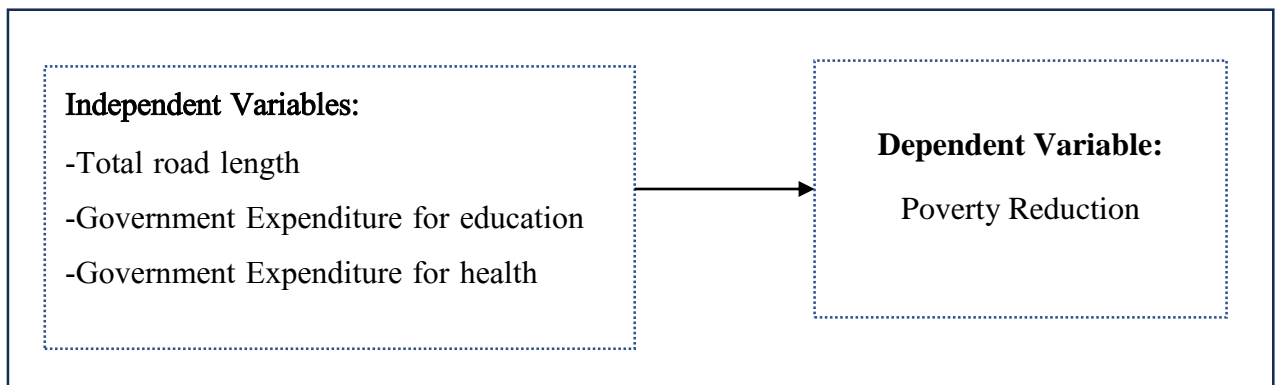 Independent Variables:
-Total road length
-Government Expenditure for education
-Government Expenditure for health
Dependent Variable:
Poverty Reduction